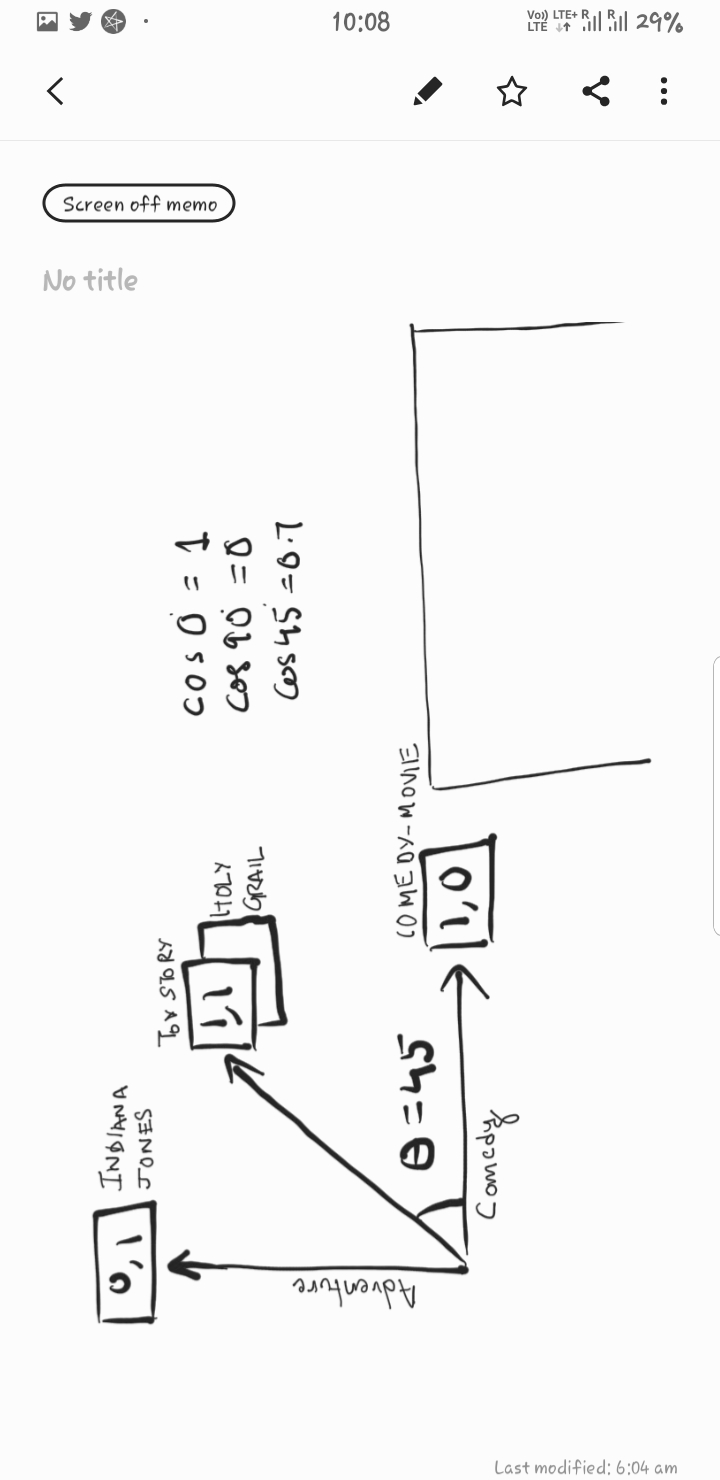 10:08
Vo)) LTE+ R R 29%
LTE
Screen off memo
No title
cos 0° = 1
cos 90° = 0
cos 45° = 0.7
INDIANA
JONES
0, 1
TOY STORY
1, 1
HOLY
GRAIL
COMEDY-MOVIE
1, 0
θ = 45
Adventure
Comedy
Last modified: 6:04 am